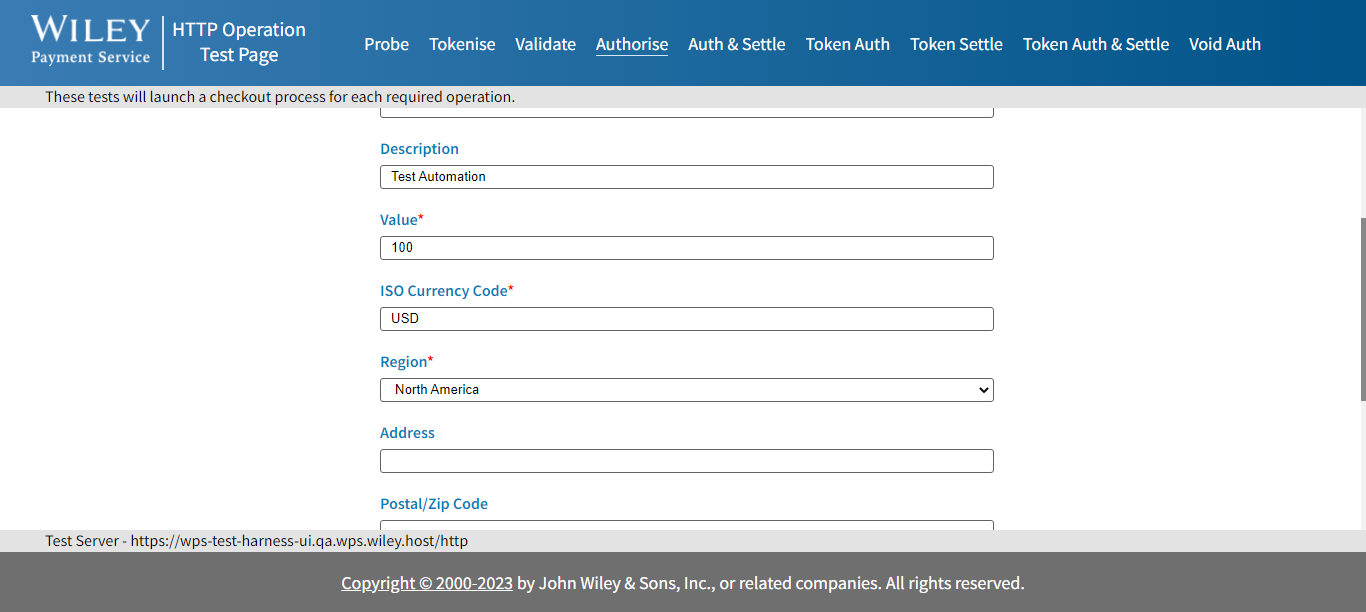 WILEY
Payment Service
HTTP Operation
Test Page
Probe Tokenise Validate Authorise Auth & Settle Token Auth Token Settle Token Auth & Settle Void Auth
These tests will launch a checkout process for each required operation.
Description
Test Automation
Value*
100
ISO Currency Code*
USD
Region*
North America
Address
Postal/Zip Code
Test Server - https://wps-test-harness-ui.qa.wps.wiley.host/http
Copyright © 2000-2023 by John Wiley & Sons, Inc., or related companies. All rights reserved.